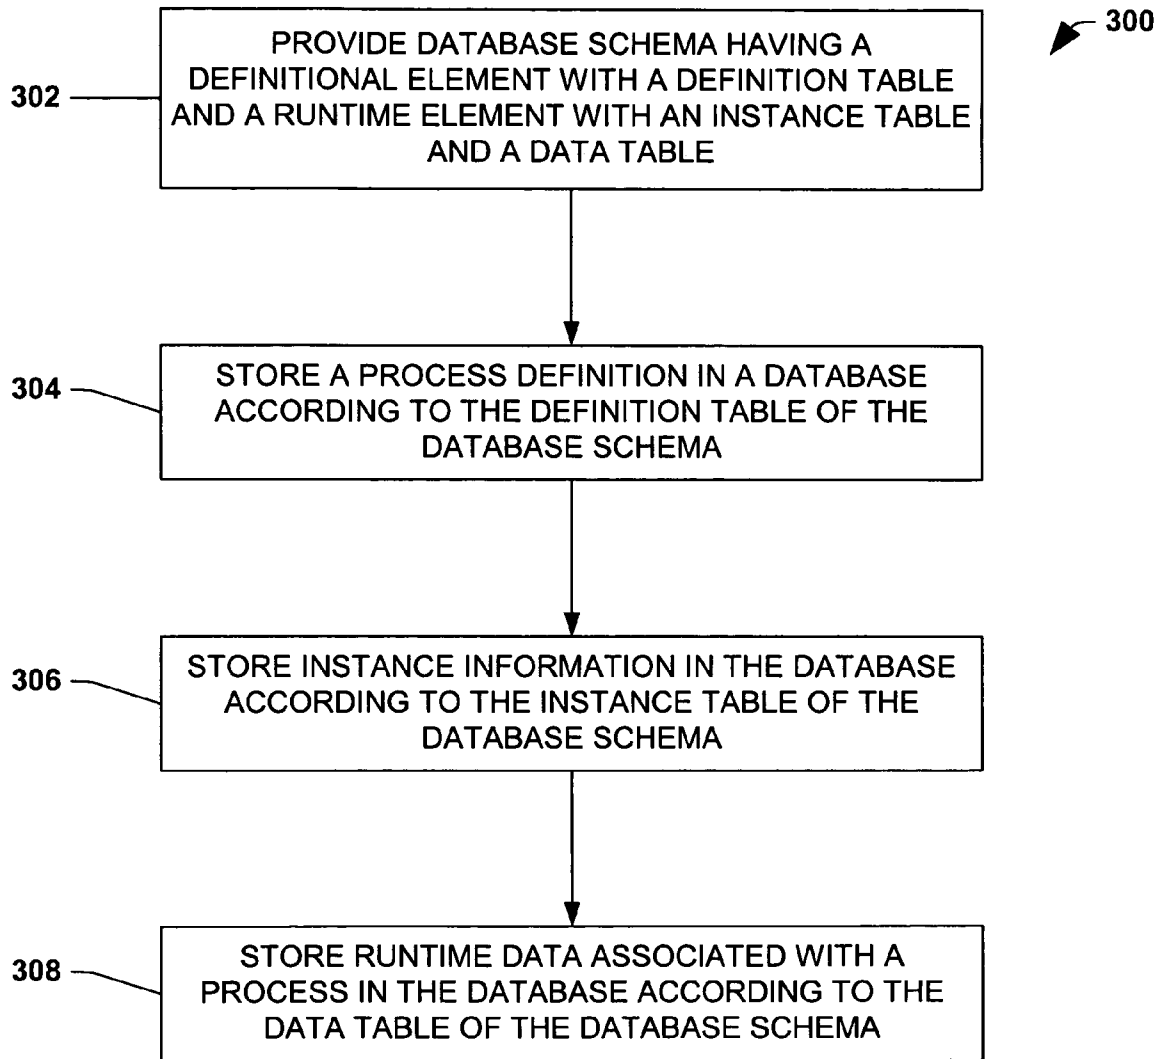 300
302
PROVIDE DATABASE SCHEMA HAVING A
DEFINITIONAL ELEMENT WITH A DEFINITION TABLE
AND A RUNTIME ELEMENT WITH AN INSTANCE TABLE
AND A DATA TABLE
304
STORE A PROCESS DEFINITION IN A DATABASE
ACCORDING TO THE DEFINITION TABLE OF THE
DATABASE SCHEMA
306
STORE INSTANCE INFORMATION IN THE DATABASE
ACCORDING TO THE INSTANCE TABLE OF THE
DATABASE SCHEMA
308
STORE RUNTIME DATA ASSOCIATED WITH A
PROCESS IN THE DATABASE ACCORDING TO THE
DATA TABLE OF THE DATABASE SCHEMA